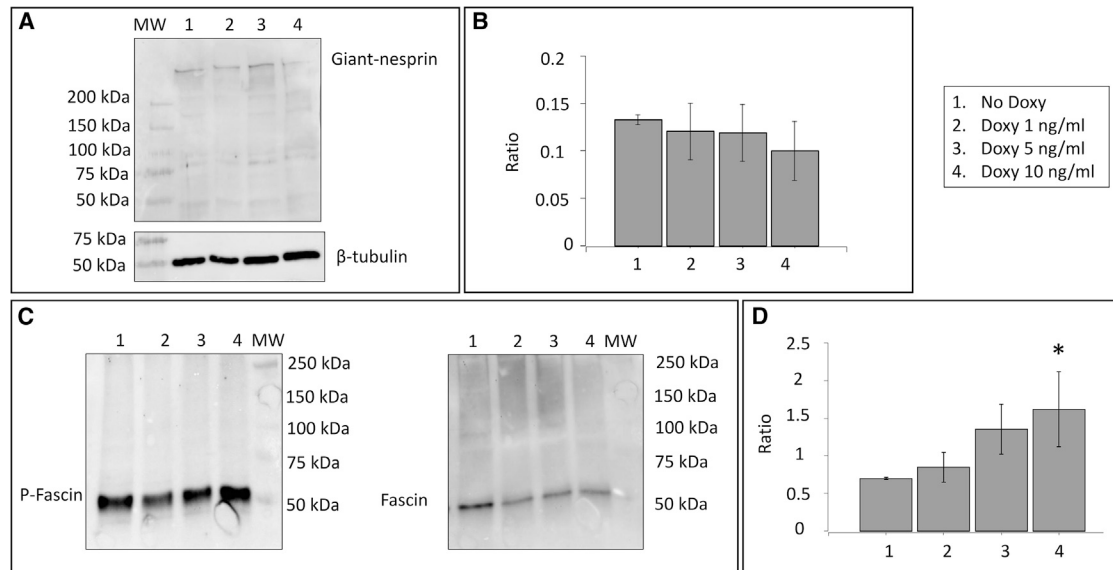 A
MW 1 2 3 4
Giant-nesprin
200 kDa
150 kDa
100 kDa
75 kDa
50 kDa
75 kDa
50 kDa
β-tubulin
B
0.2
0.15
0.1
0.05
0
Ratio
1 2 3 4
1. No Doxy
2. Doxy 1 ng/ml
3. Doxy 5 ng/ml
4. Doxy 10 ng/ml
C
1 2 3 4 MW
250 kDa
150 kDa
100 kDa
75 kDa
50 kDa
P-Fascin
1 2 3 4 MW
250 kDa
150 kDa
100 kDa
75 kDa
50 kDa
Fascin
D
2.5
2
1.5
1
0.5
0
Ratio
*
1 2 3 4